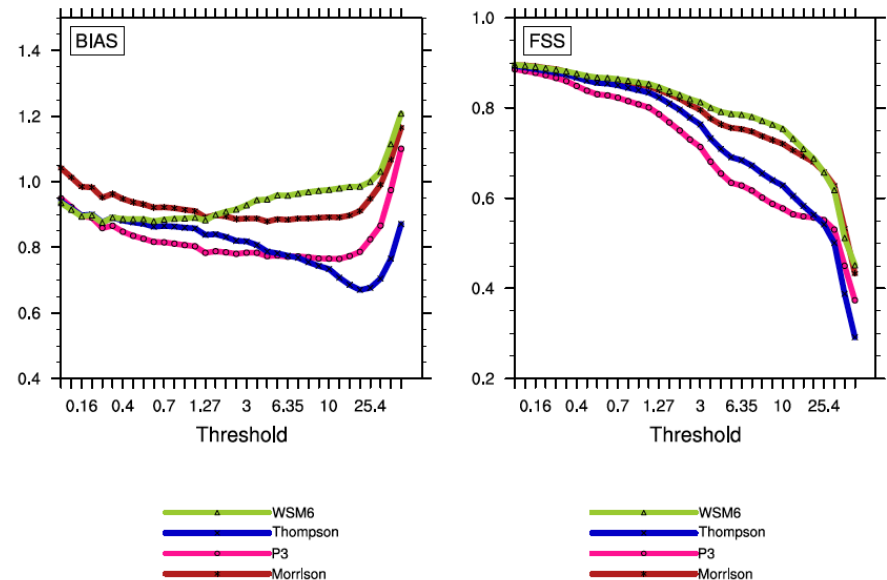 BIAS
1.4
1.2
1.0
0.8
0.6
0.4
0.16 0.4 0.7 1.27 3 6.35 10 25.4
Threshold
FSS
1.0
0.8
0.6
0.4
0.2
0.16 0.4 0.7 1.27 3 6.35 10 25.4
Threshold
WSM6
Thompson
P3
Morrison
WSM6
Thompson
P3
Morrison